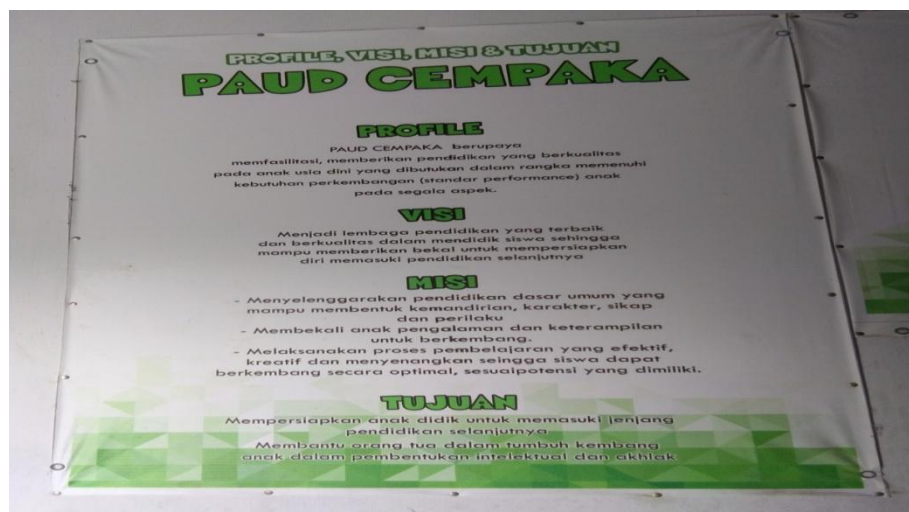 PROFILE, VISI, MISI & TUJUAN
PAUD CEMPAKA
PROFILE
PAUD CEMPAKA berupaya
memfasilitasi, memberikan pendidikan yang berkualitas
pada anak usia dini yang dibutukan dalam rangka memenuhi
kebutuhan perkembangan (standar performance) anak
pada segala aspek.
VISI
Menjadi lembaga pendidikan yang terbaik
dan berkualitas dalam mendidik siswa sehingga
mampu memberikan bekal untuk mempersiapkan
diri memasuki pendidikan selanjutnya
MISI
- Menyelenggarakan pendidikan dasar umum yang
mampu membentuk kemandirian, karakter, sikap
dan perilaku
- Membekali anak pengalaman dan keterampilan
untuk berkembang.
- Melaksanakan proses pembelajaran yang efektif,
kreatif dan menyenangkan seingga siswa dapat
berkembang secara optimal, sesuaipotensi yang dimiliki.
TUJUAN
Mempersiapkan anak didik untuk memasuki jenjang
pendidikan selanjutnya
Membantu orang tua dalam tumbuh kembang
anak dalam pembentukan intelektual dan akhlak